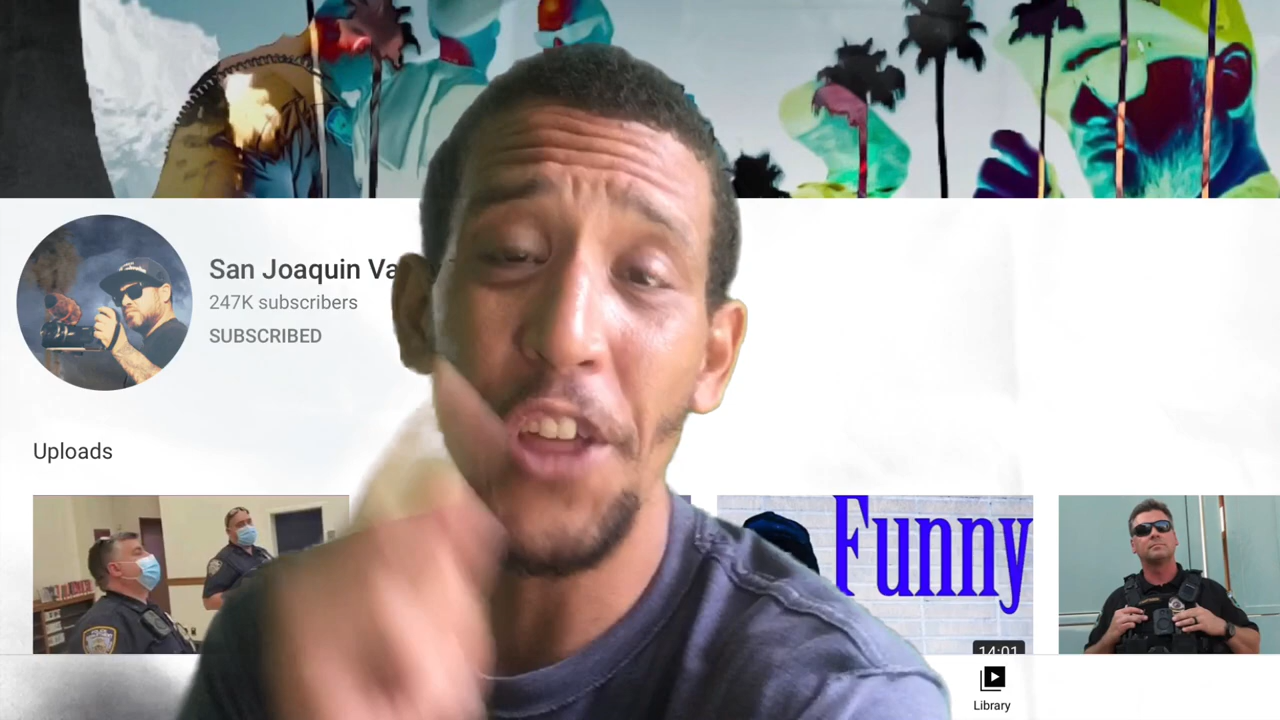 San Joaquin Va
247K subscribers
SUBSCRIBED
Uploads
Funny
14:01
Library